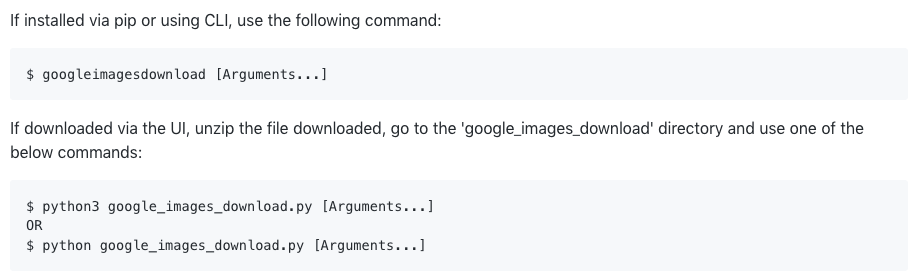 If installed via pip or using CLI, use the following command:
$ googleimagesdownload [Arguments...]
If downloaded via the UI, unzip the file downloaded, go to the 'google_images_download' directory and use one of the
below commands:
$ python3 google_images_download.py [Arguments...]
OR
$ python google_images_download.py [Arguments...]